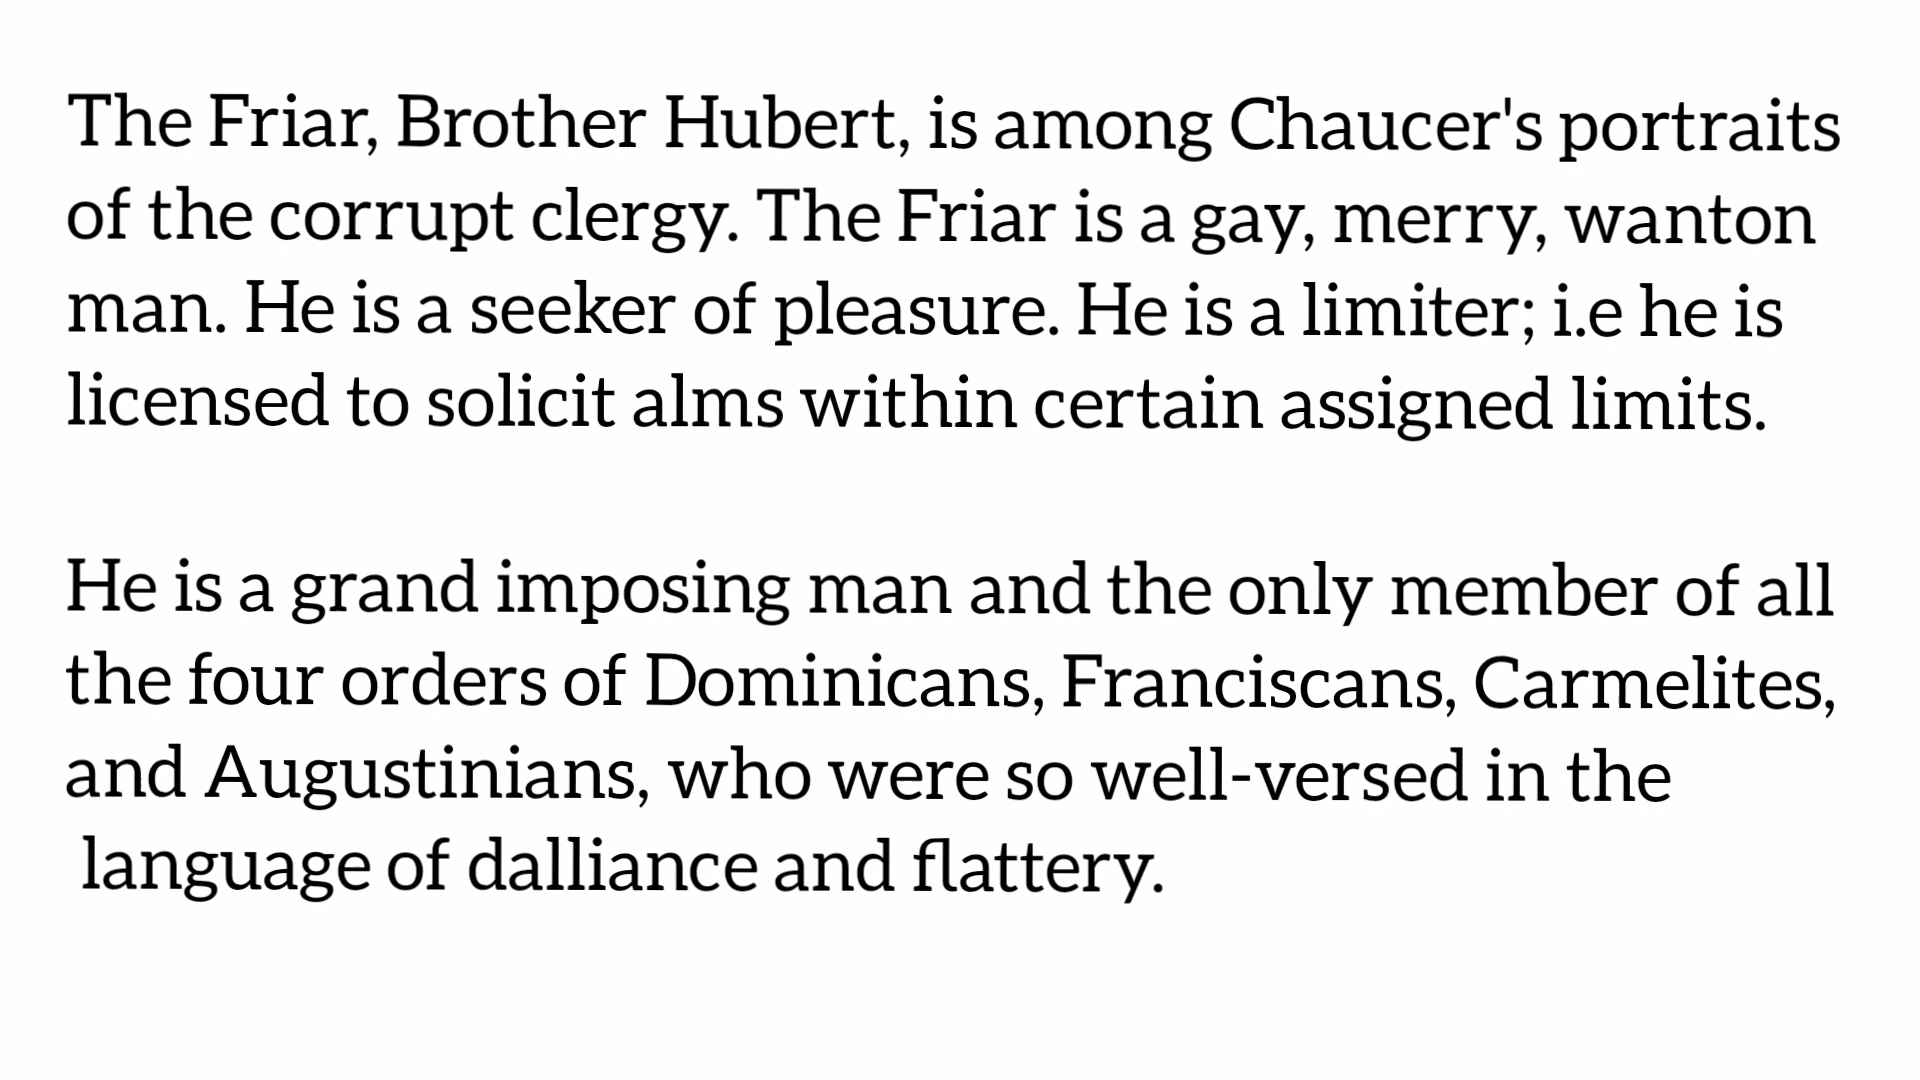 The Friar, Brother Hubert, is among Chaucer's portraits
of the corrupt clergy. The Friar is a gay, merry, wanton
man. He is a seeker of pleasure. He is a limiter; i.e he is
licensed to solicit alms within certain assigned limits.
He is a grand imposing man and the only member of all
the four orders of Dominicans, Franciscans, Carmelites,
and Augustinians, who were so well-versed in the
language of dalliance and flattery.